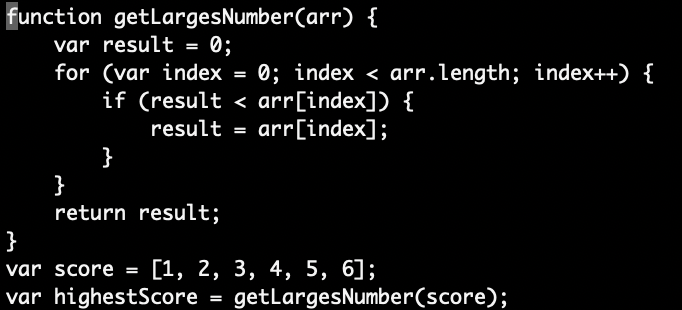 function getLargesNumber(arr) {
    var result = 0;
    for (var index = 0; index < arr.length; index++) {
        if (result < arr[index]) {
            result = arr[index];
        }
    }
    return result;
}
var score = [1, 2, 3, 4, 5, 6];
var highestScore = getLargesNumber(score);